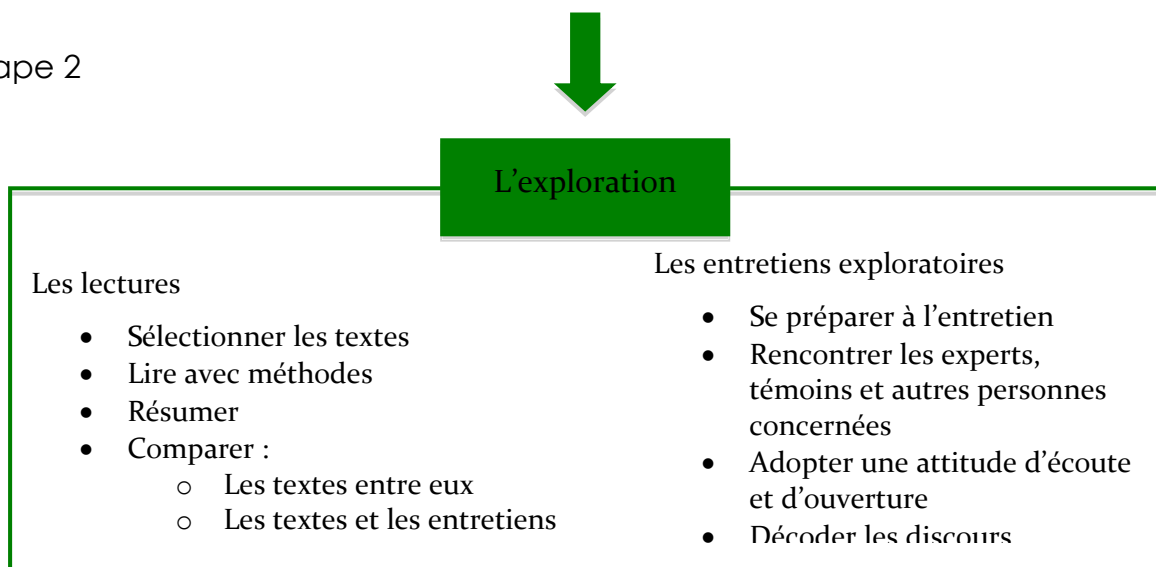 ape 2
L'exploration
Les lectures
• Sélectionner les textes
• Lire avec méthodes
• Résumer
• Comparer :
o Les textes entre eux
o Les textes et les entretiens
Les entretiens exploratoires
• Se préparer à l'entretien
• Rencontrer les experts,
témoins et autres personnes
concernées
• Adopter une attitude d'écoute
et d'ouverture
• Décoder les discours